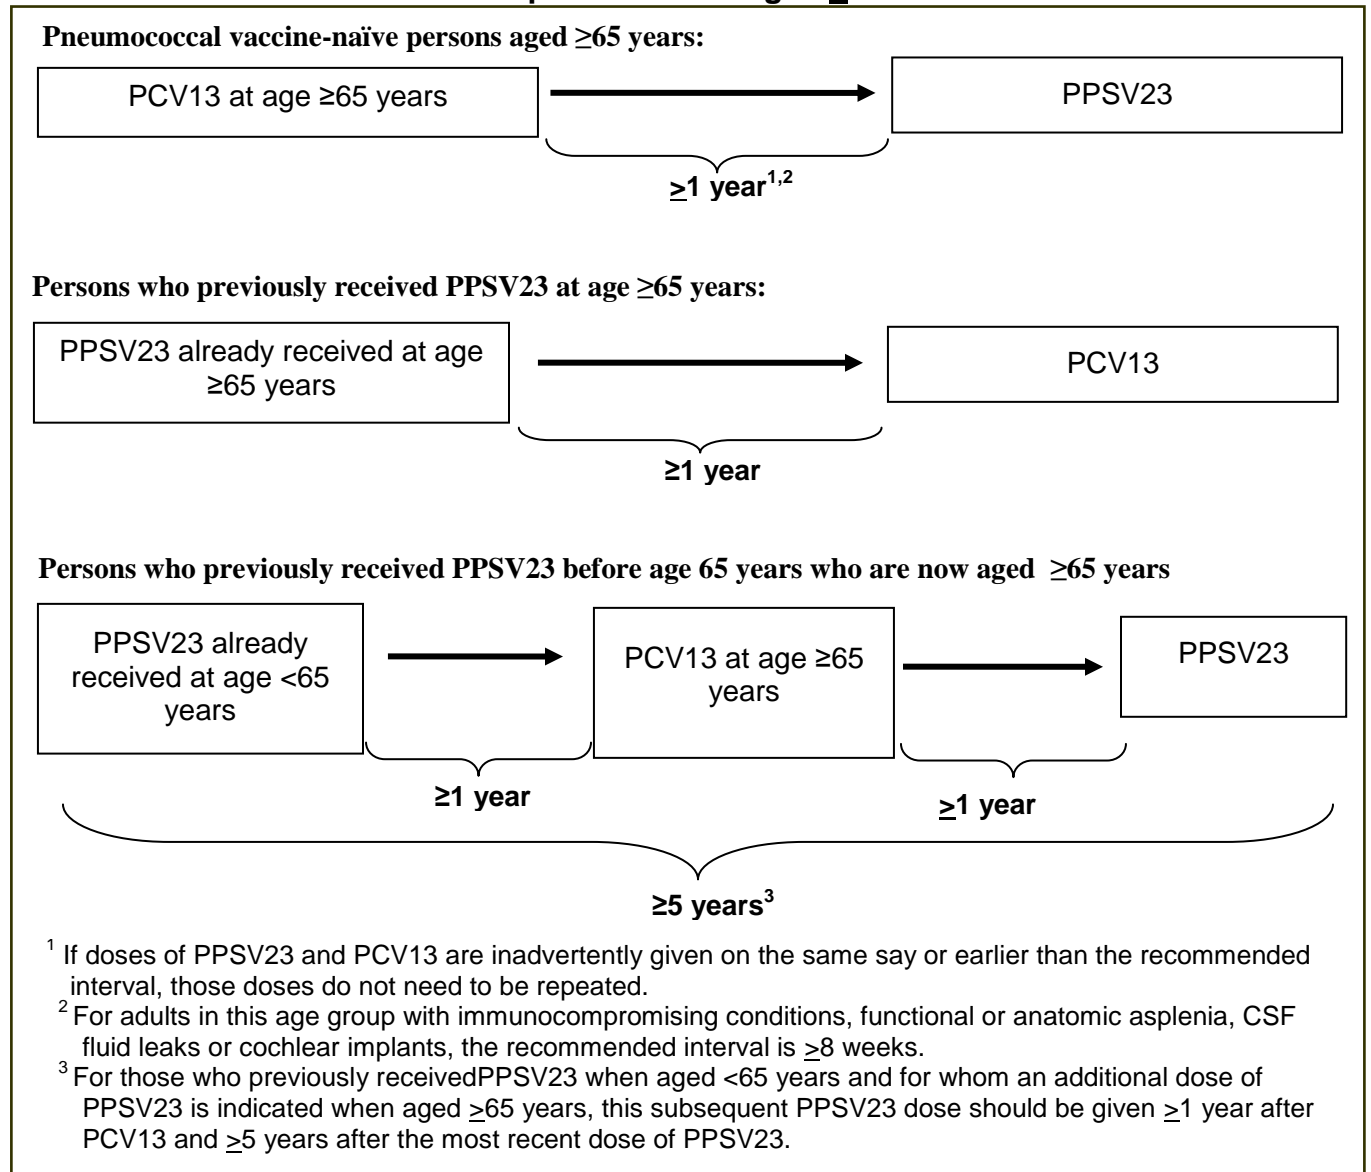 Pneumococcal vaccine-naïve persons aged ≥65 years:
PCV13 at age ≥65 years
PPSV23
≥1 year1,2
Persons who previously received PPSV23 at age ≥65 years:
PPSV23 already received at age
≥65 years
PCV13
≥1 year
Persons who previously received PPSV23 before age 65 years who are now aged ≥65 years
PPSV23 already
received at age <65
years
PCV13 at age ≥65
years
PPSV23
≥1 year
≥1 year
≥5 years3
1 If doses of PPSV23 and PCV13 are inadvertently given on the same say or earlier than the recommended
interval, those doses do not need to be repeated.
2 For adults in this age group with immunocompromising conditions, functional or anatomic asplenia, CSF
fluid leaks or cochlear implants, the recommended interval is ≥8 weeks.
3 For those who previously receivedPPSV23 when aged <65 years and for whom an additional dose of
PPSV23 is indicated when aged ≥65 years, this subsequent PPSV23 dose should be given ≥1 year after
PCV13 and ≥5 years after the most recent dose of PPSV23.